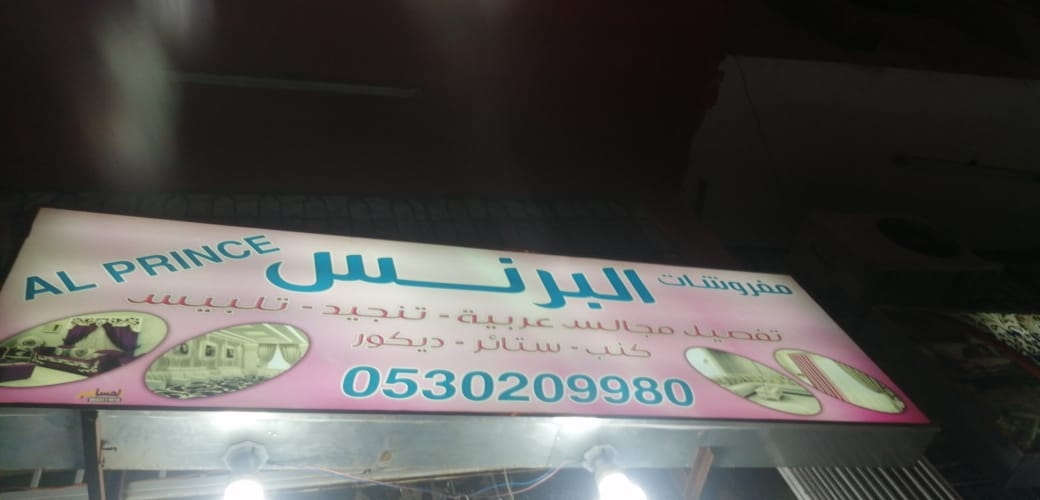 مفروشات البرنس AL PRINCE
تفصيل مجالس عربية - تنجيد - تلبيس
كنب - ستائر - ديكور
0530209980